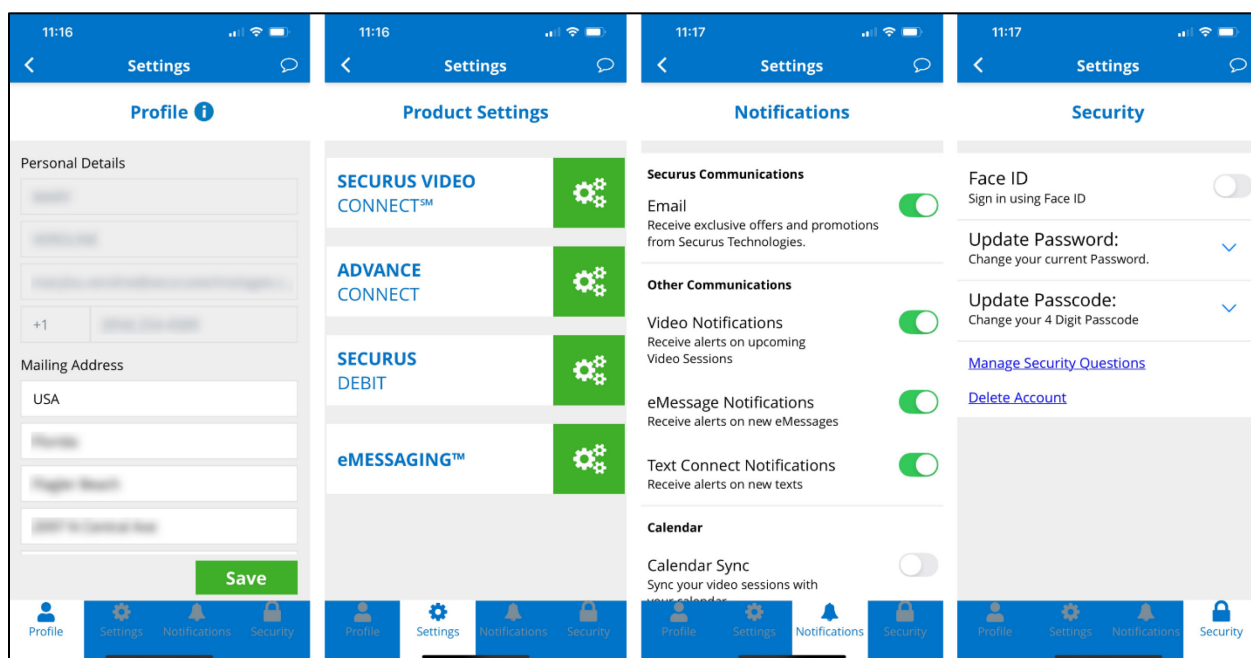 11:16
Settings
Profile
Personal Details
+1
Mailing Address
USA
Save
Profile
Settings
Notifications
Security
11:16
Settings
Product Settings
SECURUS VIDEO
CONNECT℠
ADVANCE
CONNECT
SECURUS
DEBIT
eMESSAGING™
Profile
Settings
Notifications
Security
11:17
Settings
Notifications
Securus Communications
Email
Receive exclusive offers and promotions
from Securus Technologies.
Other Communications
Video Notifications
Receive alerts on upcoming
Video Sessions
eMessage Notifications
Receive alerts on new eMessages
Text Connect Notifications
Receive alerts on new texts
Calendar
Calendar Sync
Sync your video sessions with
your calendar
Profile
Settings
Notifications
Security
11:17
Settings
Security
Face ID
Sign in using Face ID
Update Password:
Change your current Password.
Update Passcode:
Change your 4 Digit Passcode
Manage Security Questions
Delete Account
Profile
Settings
Notifications
Security